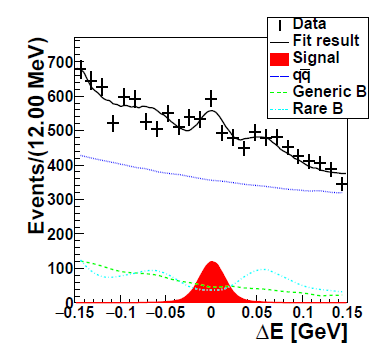 Data
Fit result
Signal
qq̄
Generic B
Rare B
Events/(12.00 MeV)
700
600
500
400
300
200
100
0
−0.15 −0.1 −0.05 0 0.05 0.1 0.15
ΔE [GeV]